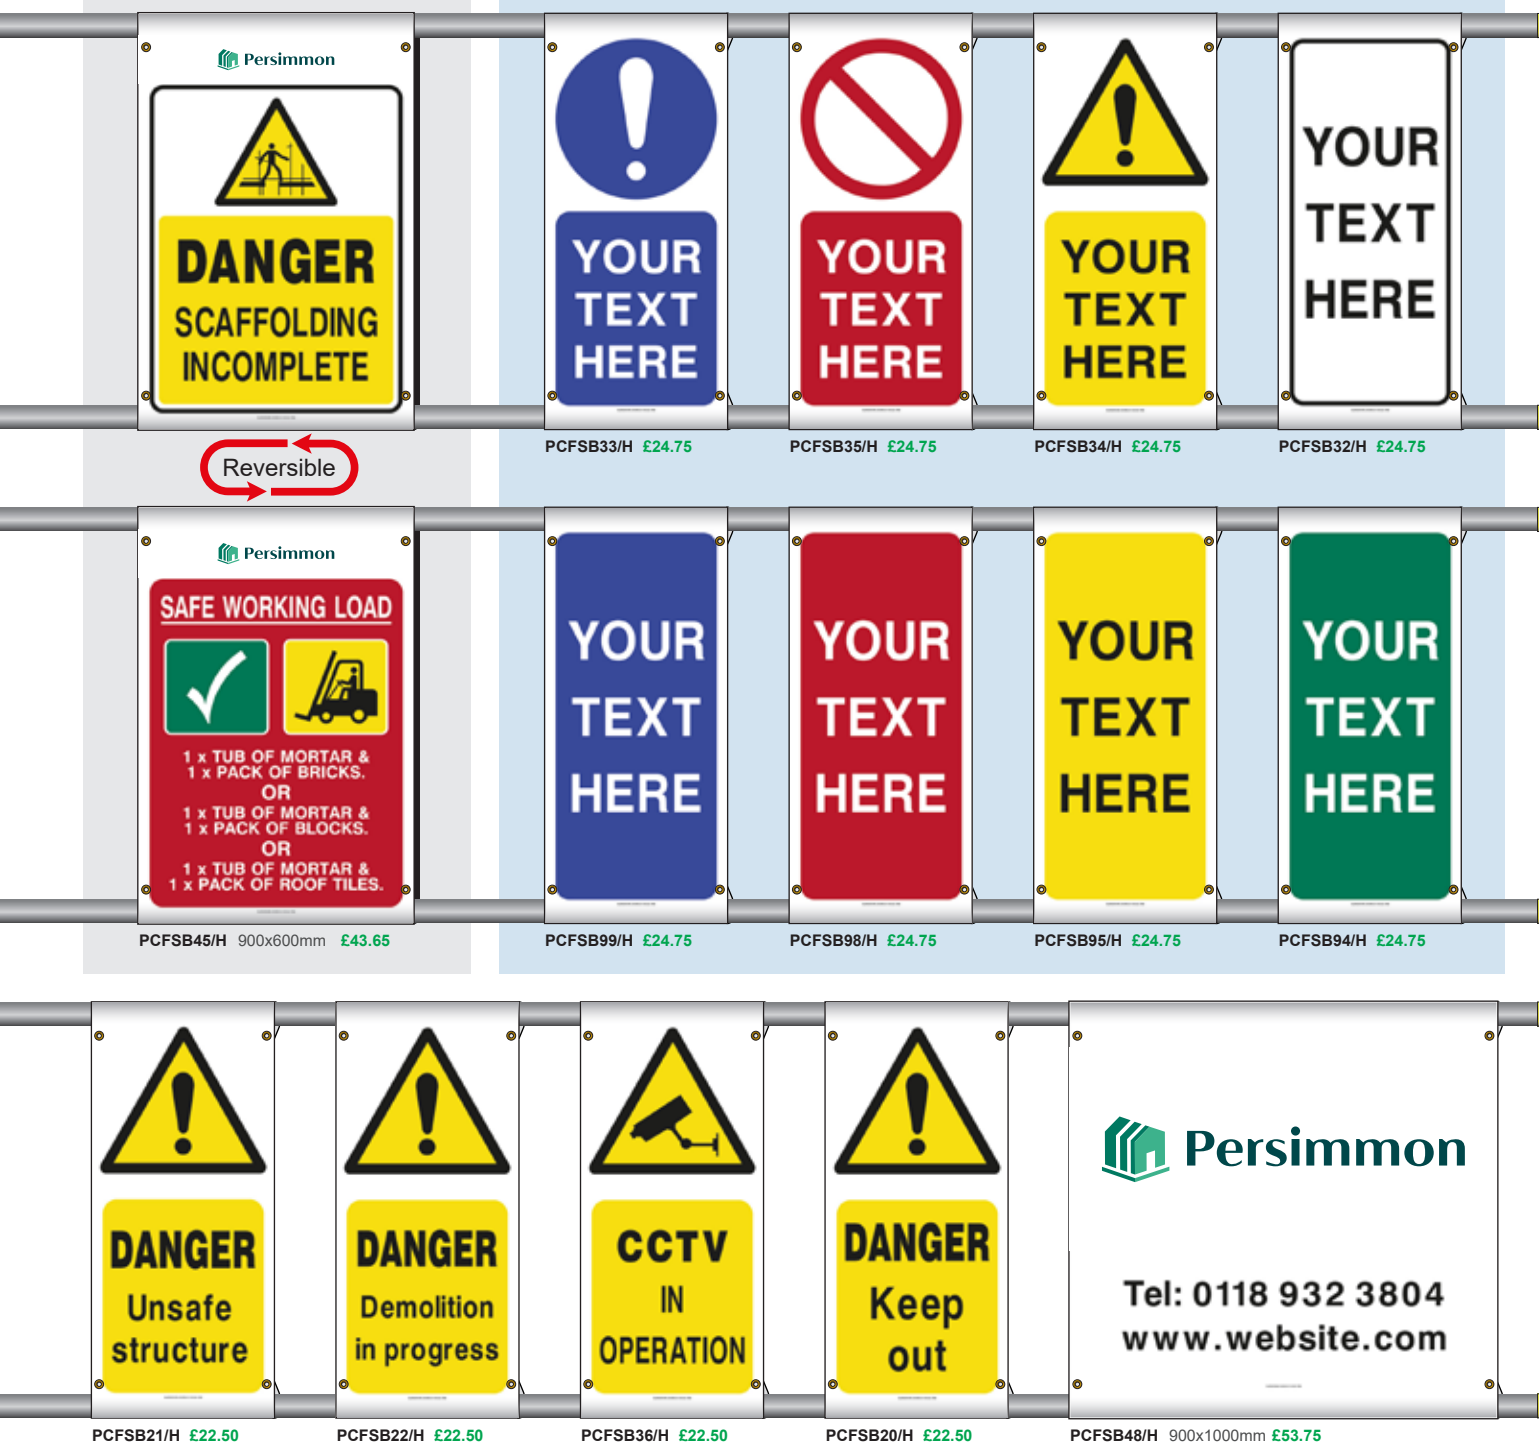 Persimmon
DANGER
SCAFFOLDING
INCOMPLETE
YOUR
TEXT
HERE
YOUR
TEXT
HERE
YOUR
TEXT
HERE
YOUR
TEXT
HERE
PCFSB33/H £24.75
PCFSB35/H £24.75
PCFSB34/H £24.75
PCFSB32/H £24.75
Reversible
Persimmon
SAFE WORKING LOAD
1 x TUB OF MORTAR &
1 x PACK OF BRICKS.
OR
1 x TUB OF MORTAR &
1 x PACK OF BLOCKS.
OR
1 x TUB OF MORTAR &
1 x PACK OF ROOF TILES.
PCFSB45/H 900x600mm £43.65
YOUR
TEXT
HERE
PCFSB99/H £24.75
YOUR
TEXT
HERE
PCFSB98/H £24.75
YOUR
TEXT
HERE
PCFSB95/H £24.75
YOUR
TEXT
HERE
PCFSB94/H £24.75
DANGER
Unsafe
structure
PCFSB21/H £22.50
DANGER
Demolition
in progress
PCFSB22/H £22.50
CCTV
IN
OPERATION
PCFSB36/H £22.50
DANGER
Keep
out
PCFSB20/H £22.50
Persimmon
Tel: 0118 932 3804
www.website.com
PCFSB48/H 900x1000mm £53.75